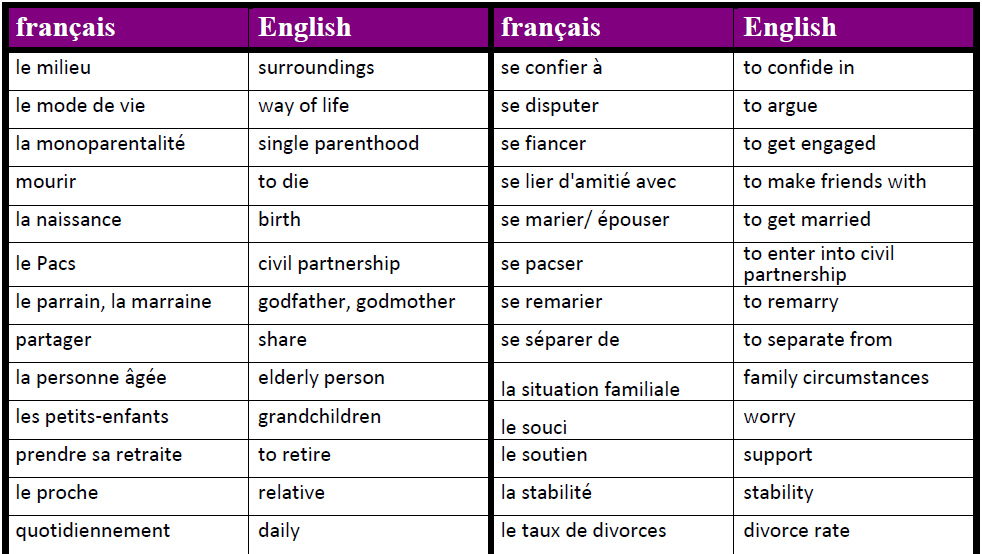 français English français English
le milieu surroundings se confier à to confide in
le mode de vie way of life se disputer to argue
la monoparentalité single parenthood se fiancer to get engaged
mourir to die se lier d'amitié avec to make friends with
la naissance birth se marier/ épouser to get married
le Pacs civil partnership se pacser to enter into civil
partnership
le parrain, la marraine godfather, godmother se remarier to remarry
partager share se séparer de to separate from
la personne âgée elderly person la situation familiale family circumstances
les petits-enfants grandchildren le souci worry
prendre sa retraite to retire le soutien support
le proche relative la stabilité stability
quotidiennement daily le taux de divorces divorce rate